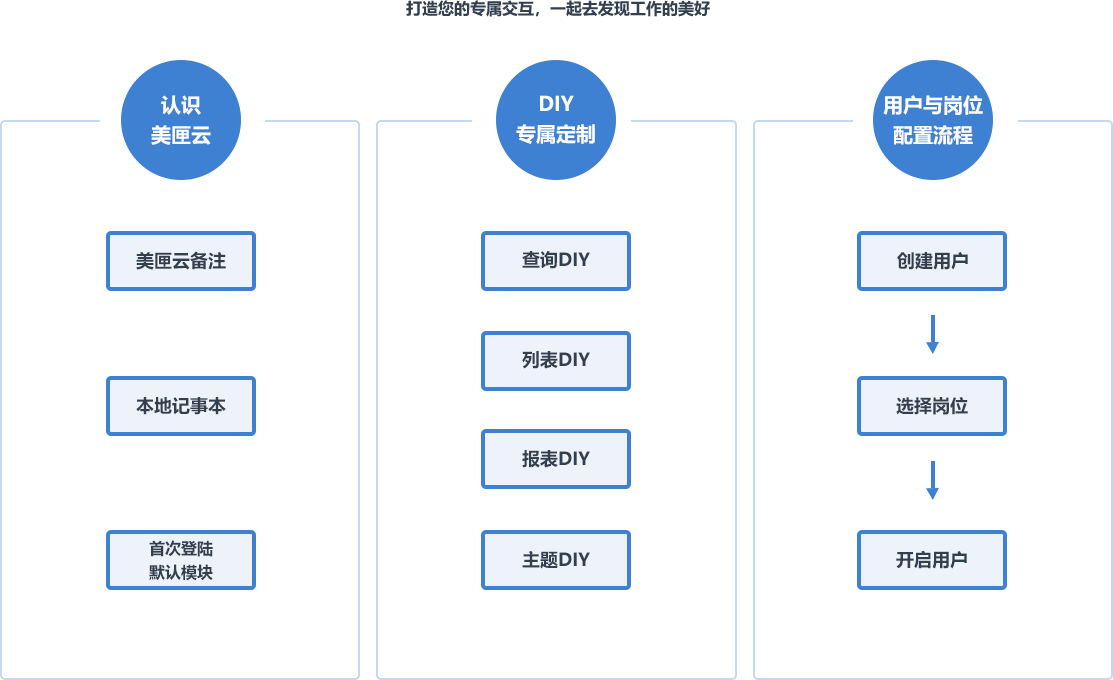 打造您的专属交互，一起去发现工作的美好
认识
美匣云
美匣云备注
本地记事本
首次登陆
默认模块
DIY
专属定制
查询DIY
列表DIY
报表DIY
主题DIY
用户与岗位
配置流程
创建用户
选择岗位
开启用户